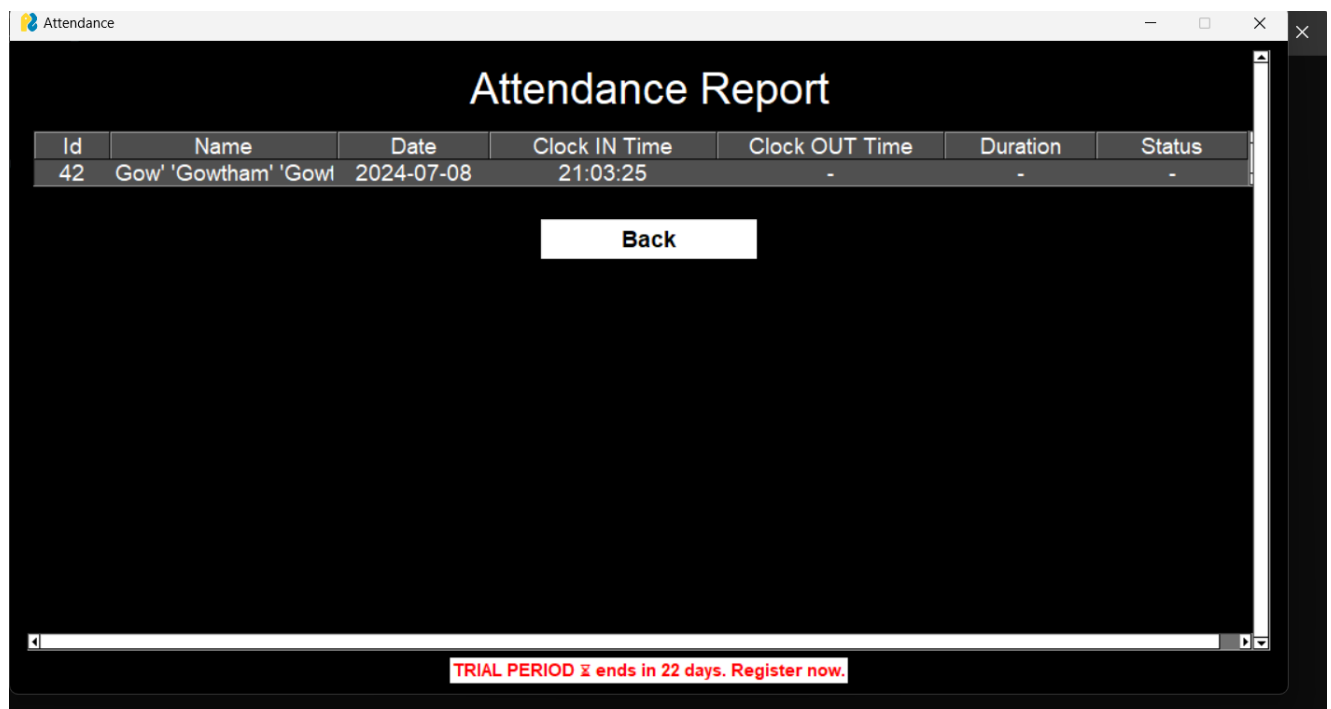 Attendance
Attendance Report
Id Name Date Clock IN Time Clock OUT Time Duration Status
42 Gow' 'Gowtham' 'Gowt 2024-07-08 21:03:25 - - -
Back
TRIAL PERIOD ⌛ ends in 22 days. Register now.